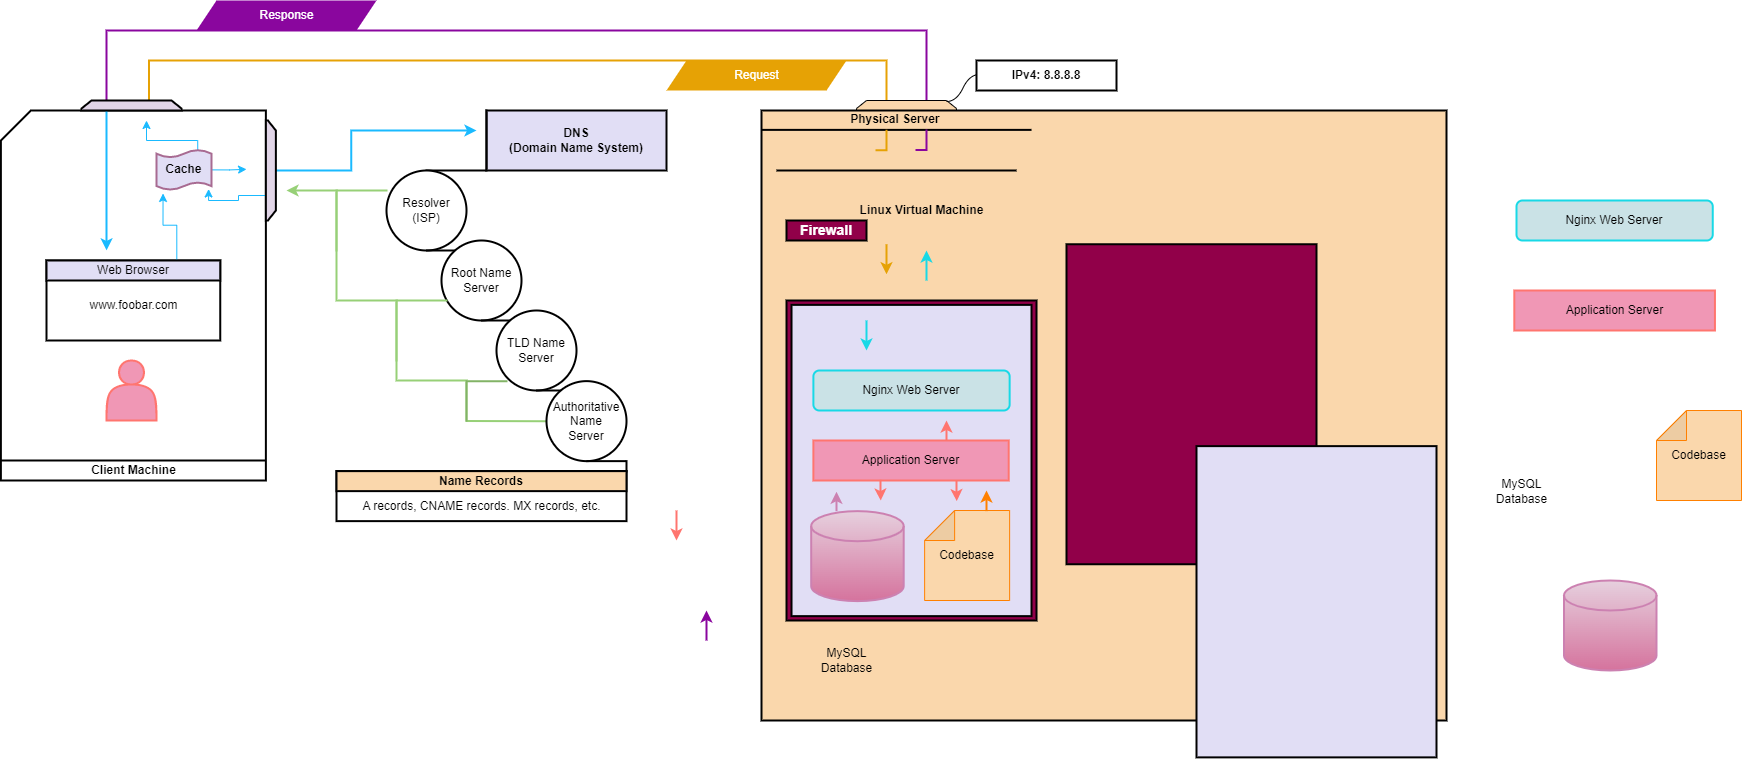 Response
Request
IPv4: 8.8.8.8
Physical Server
DNS
(Domain Name System)
Cache
Resolver
(ISP)
Linux Virtual Machine
Firewall
Nginx Web Server
Web Browser
www.foobar.com
Root Name
Server
Application Server
TLD Name
Server
Nginx Web Server
Authoritative
Name
Server
Application Server
Codebase
Client Machine
Name Records
A records, CNAME records. MX records, etc.
MySQL
Database
Codebase
MySQL
Database